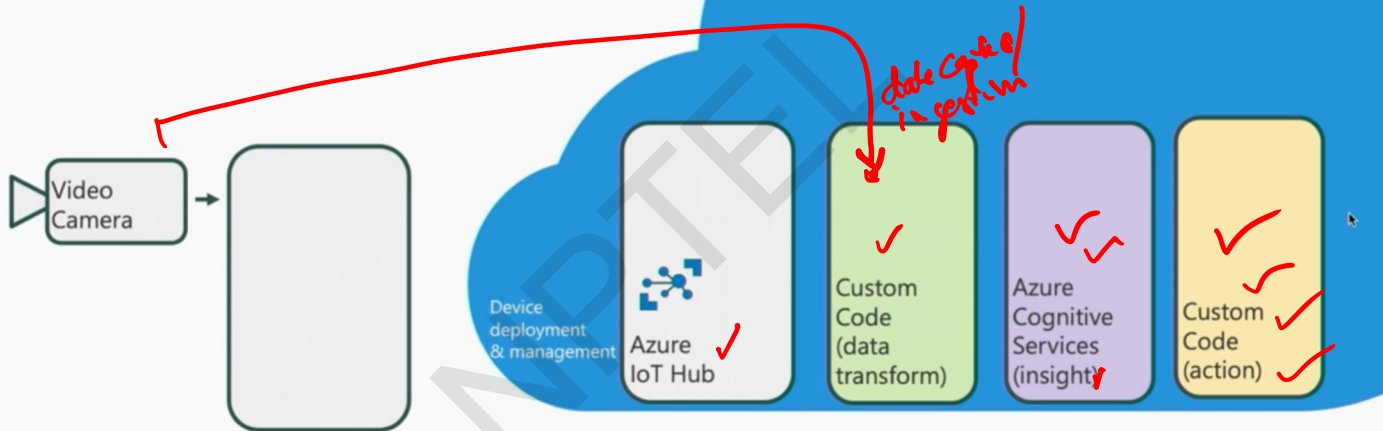 Video
Camera
Device
deployment
& management
Azure
IoT Hub
Custom
Code
(data
transform)
Azure
Cognitive
Services
(insight)
Custom
Code
(action)
NPTEL